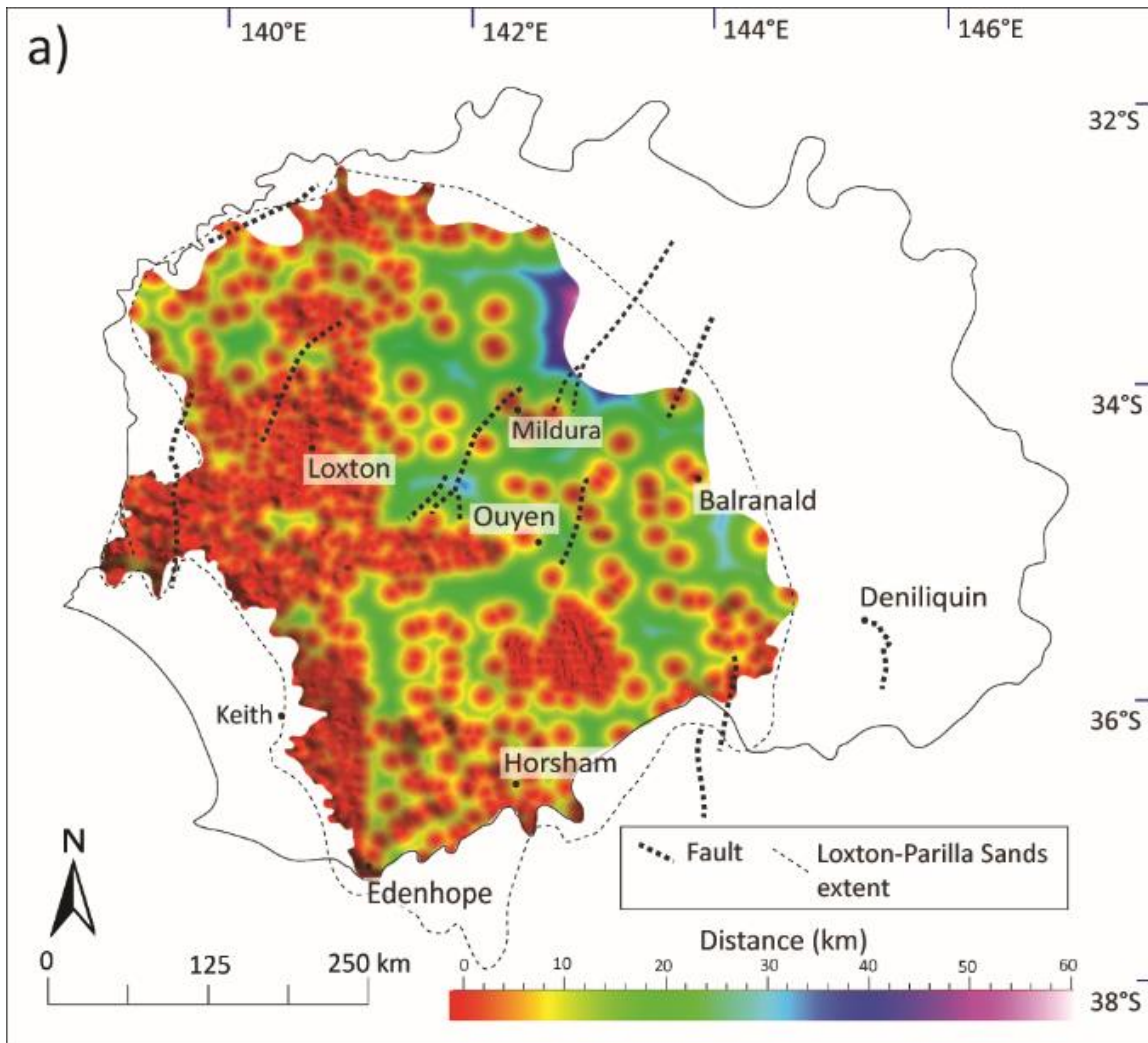 a)
140°E
142°E
144°E
146°E
32°S
34°S
Mildura
Loxton
Balranald
Ouyen
Deniliquin
36°S
Keith
Horsham
N
Fault
Loxton-Parilla Sands
extent
Edenhope
Distance (km)
0 125 250 km
0 10 20 30 40 50 60
38°S